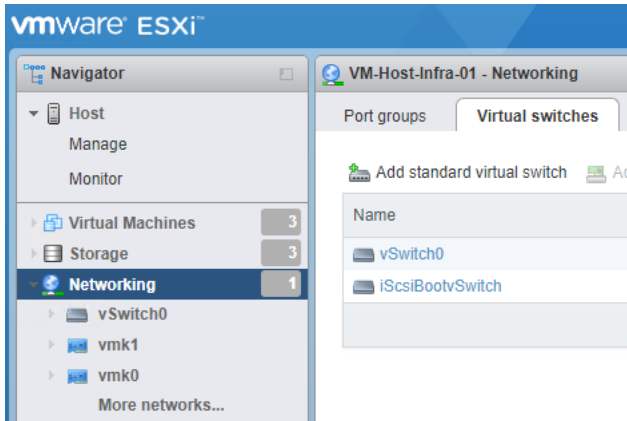 vmware ESXi™
Navigator
Host
Manage
Monitor
Virtual Machines 3
Storage 3
Networking 1
vSwitch0
vmk1
vmk0
More networks...
VM-Host-Infra-01 - Networking
Port groups Virtual switches
Add standard virtual switch
Name
vSwitch0
iScsiBootvSwitch